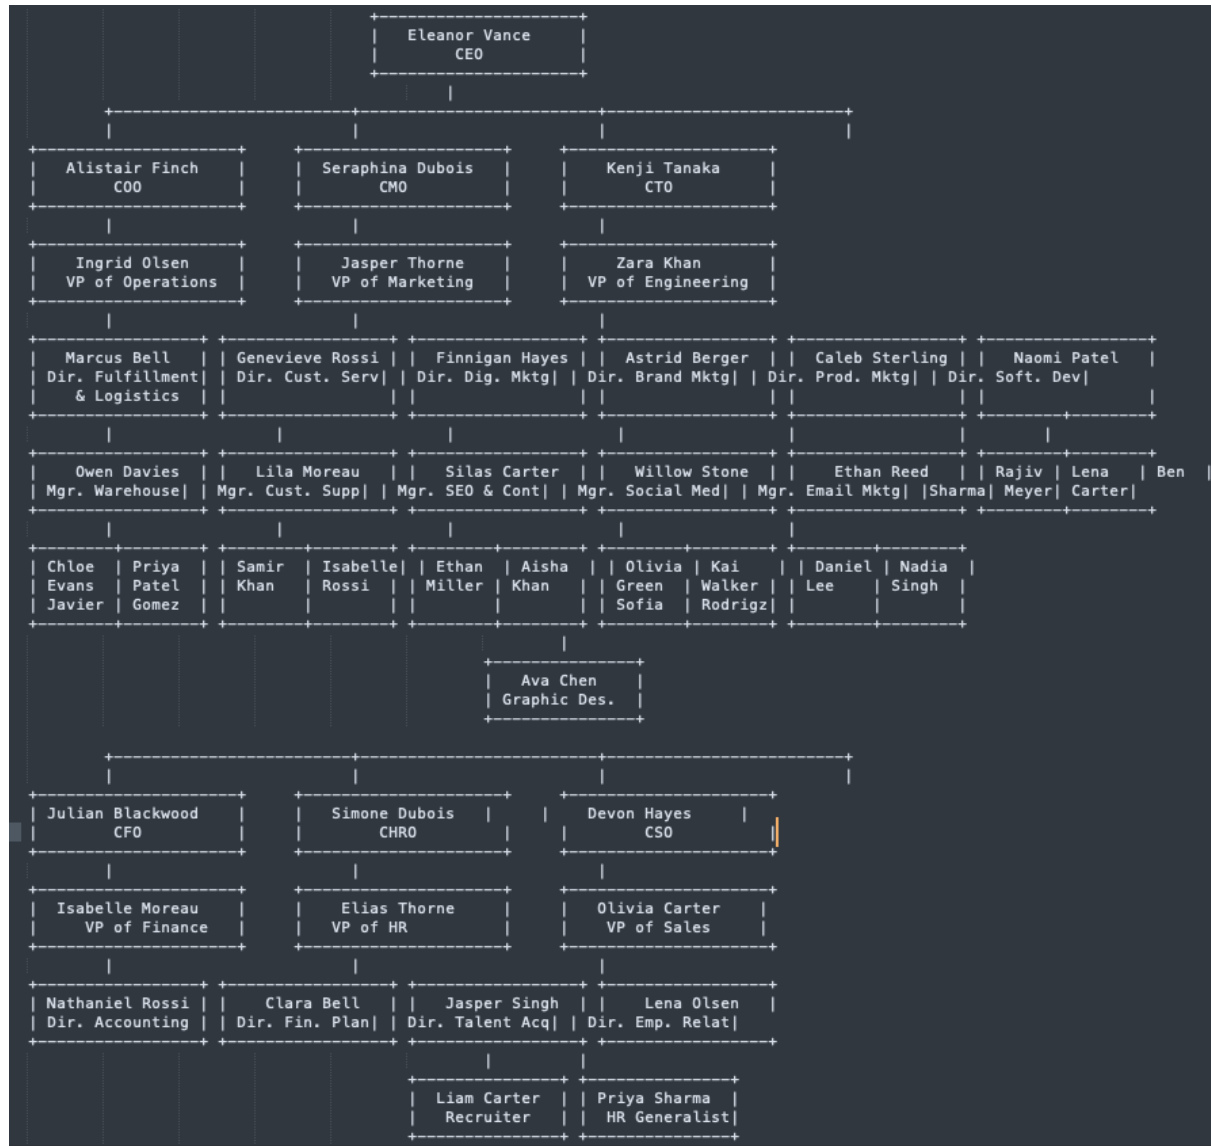 Eleanor Vance
CEO
Alistair Finch Seraphina Dubois Kenji Tanaka
COO CMO CTO
Ingrid Olsen Jasper Thorne Zara Khan
VP of Operations VP of Marketing VP of Engineering
Marcus Bell Genevieve Rossi Finnigan Hayes Astrid Berger Caleb Sterling Naomi Patel
Dir. Fulfillment Dir. Cust. Serv Dir. Dig. Mktg Dir. Brand Mktg Dir. Prod. Mktg Dir. Soft. Dev
& Logistics
Owen Davies Lila Moreau Silas Carter Willow Stone Ethan Reed Rajiv Lena Ben
Mgr. Warehouse Mgr. Cust. Supp Mgr. SEO & Cont Mgr. Social Med Mgr. Email Mktg Sharma Meyer Carter
Chloe Priya Samir Isabelle Ethan Aisha Olivia Kai Daniel Nadia
Evans Patel Khan Rossi Miller Khan Green Walker Lee Singh
Javier Gomez Sofia Rodrigz
Ava Chen
Graphic Des.
Julian Blackwood Simone Dubois Devon Hayes
CFO CHRO CSO
Isabelle Moreau Elias Thorne Olivia Carter
VP of Finance VP of HR VP of Sales
Nathaniel Rossi Clara Bell Jasper Singh Lena Olsen
Dir. Accounting Dir. Fin. Plan Dir. Talent Acq Dir. Emp. Relat
Liam Carter Priya Sharma
Recruiter HR Generalist